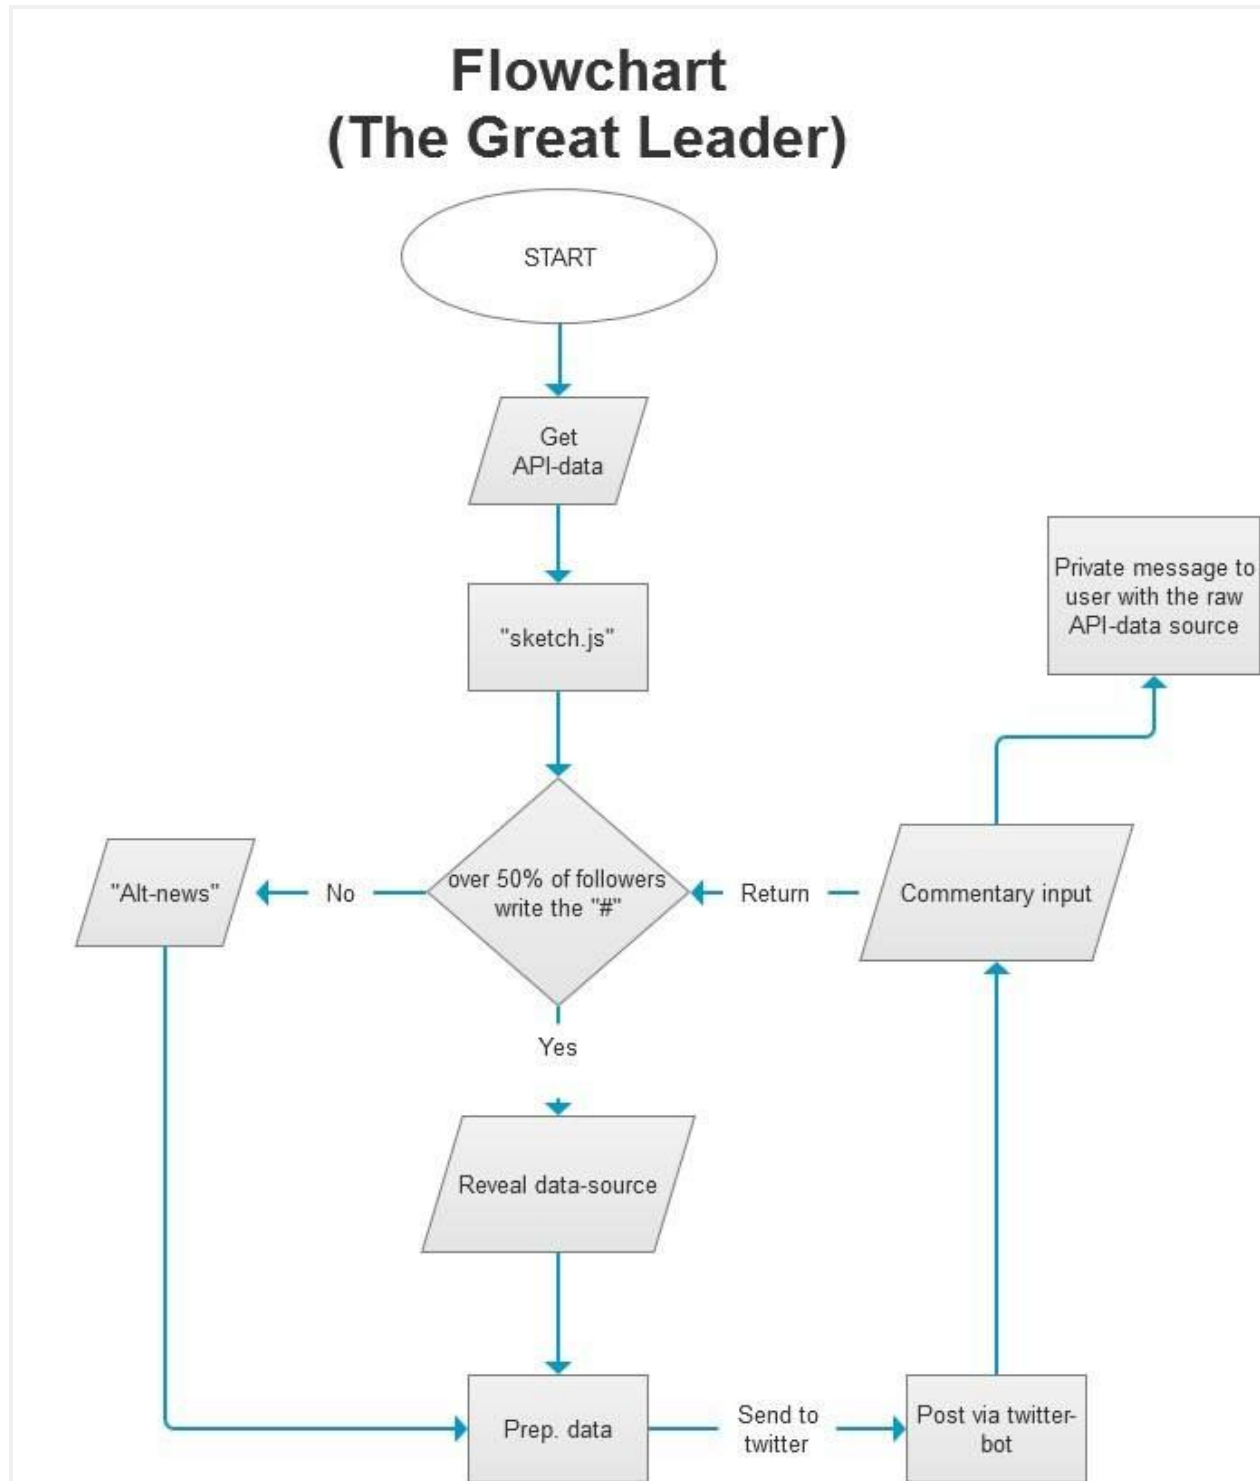 Flowchart
(The Great Leader)
START
Get
API-data
"sketch.js"
Private message to
user with the raw
API-data source
"Alt-news"
No
over 50% of followers
write the "#"
Return
Commentary input
Yes
Reveal data-source
Prep. data
Send to
twitter
Post via twitter-
bot